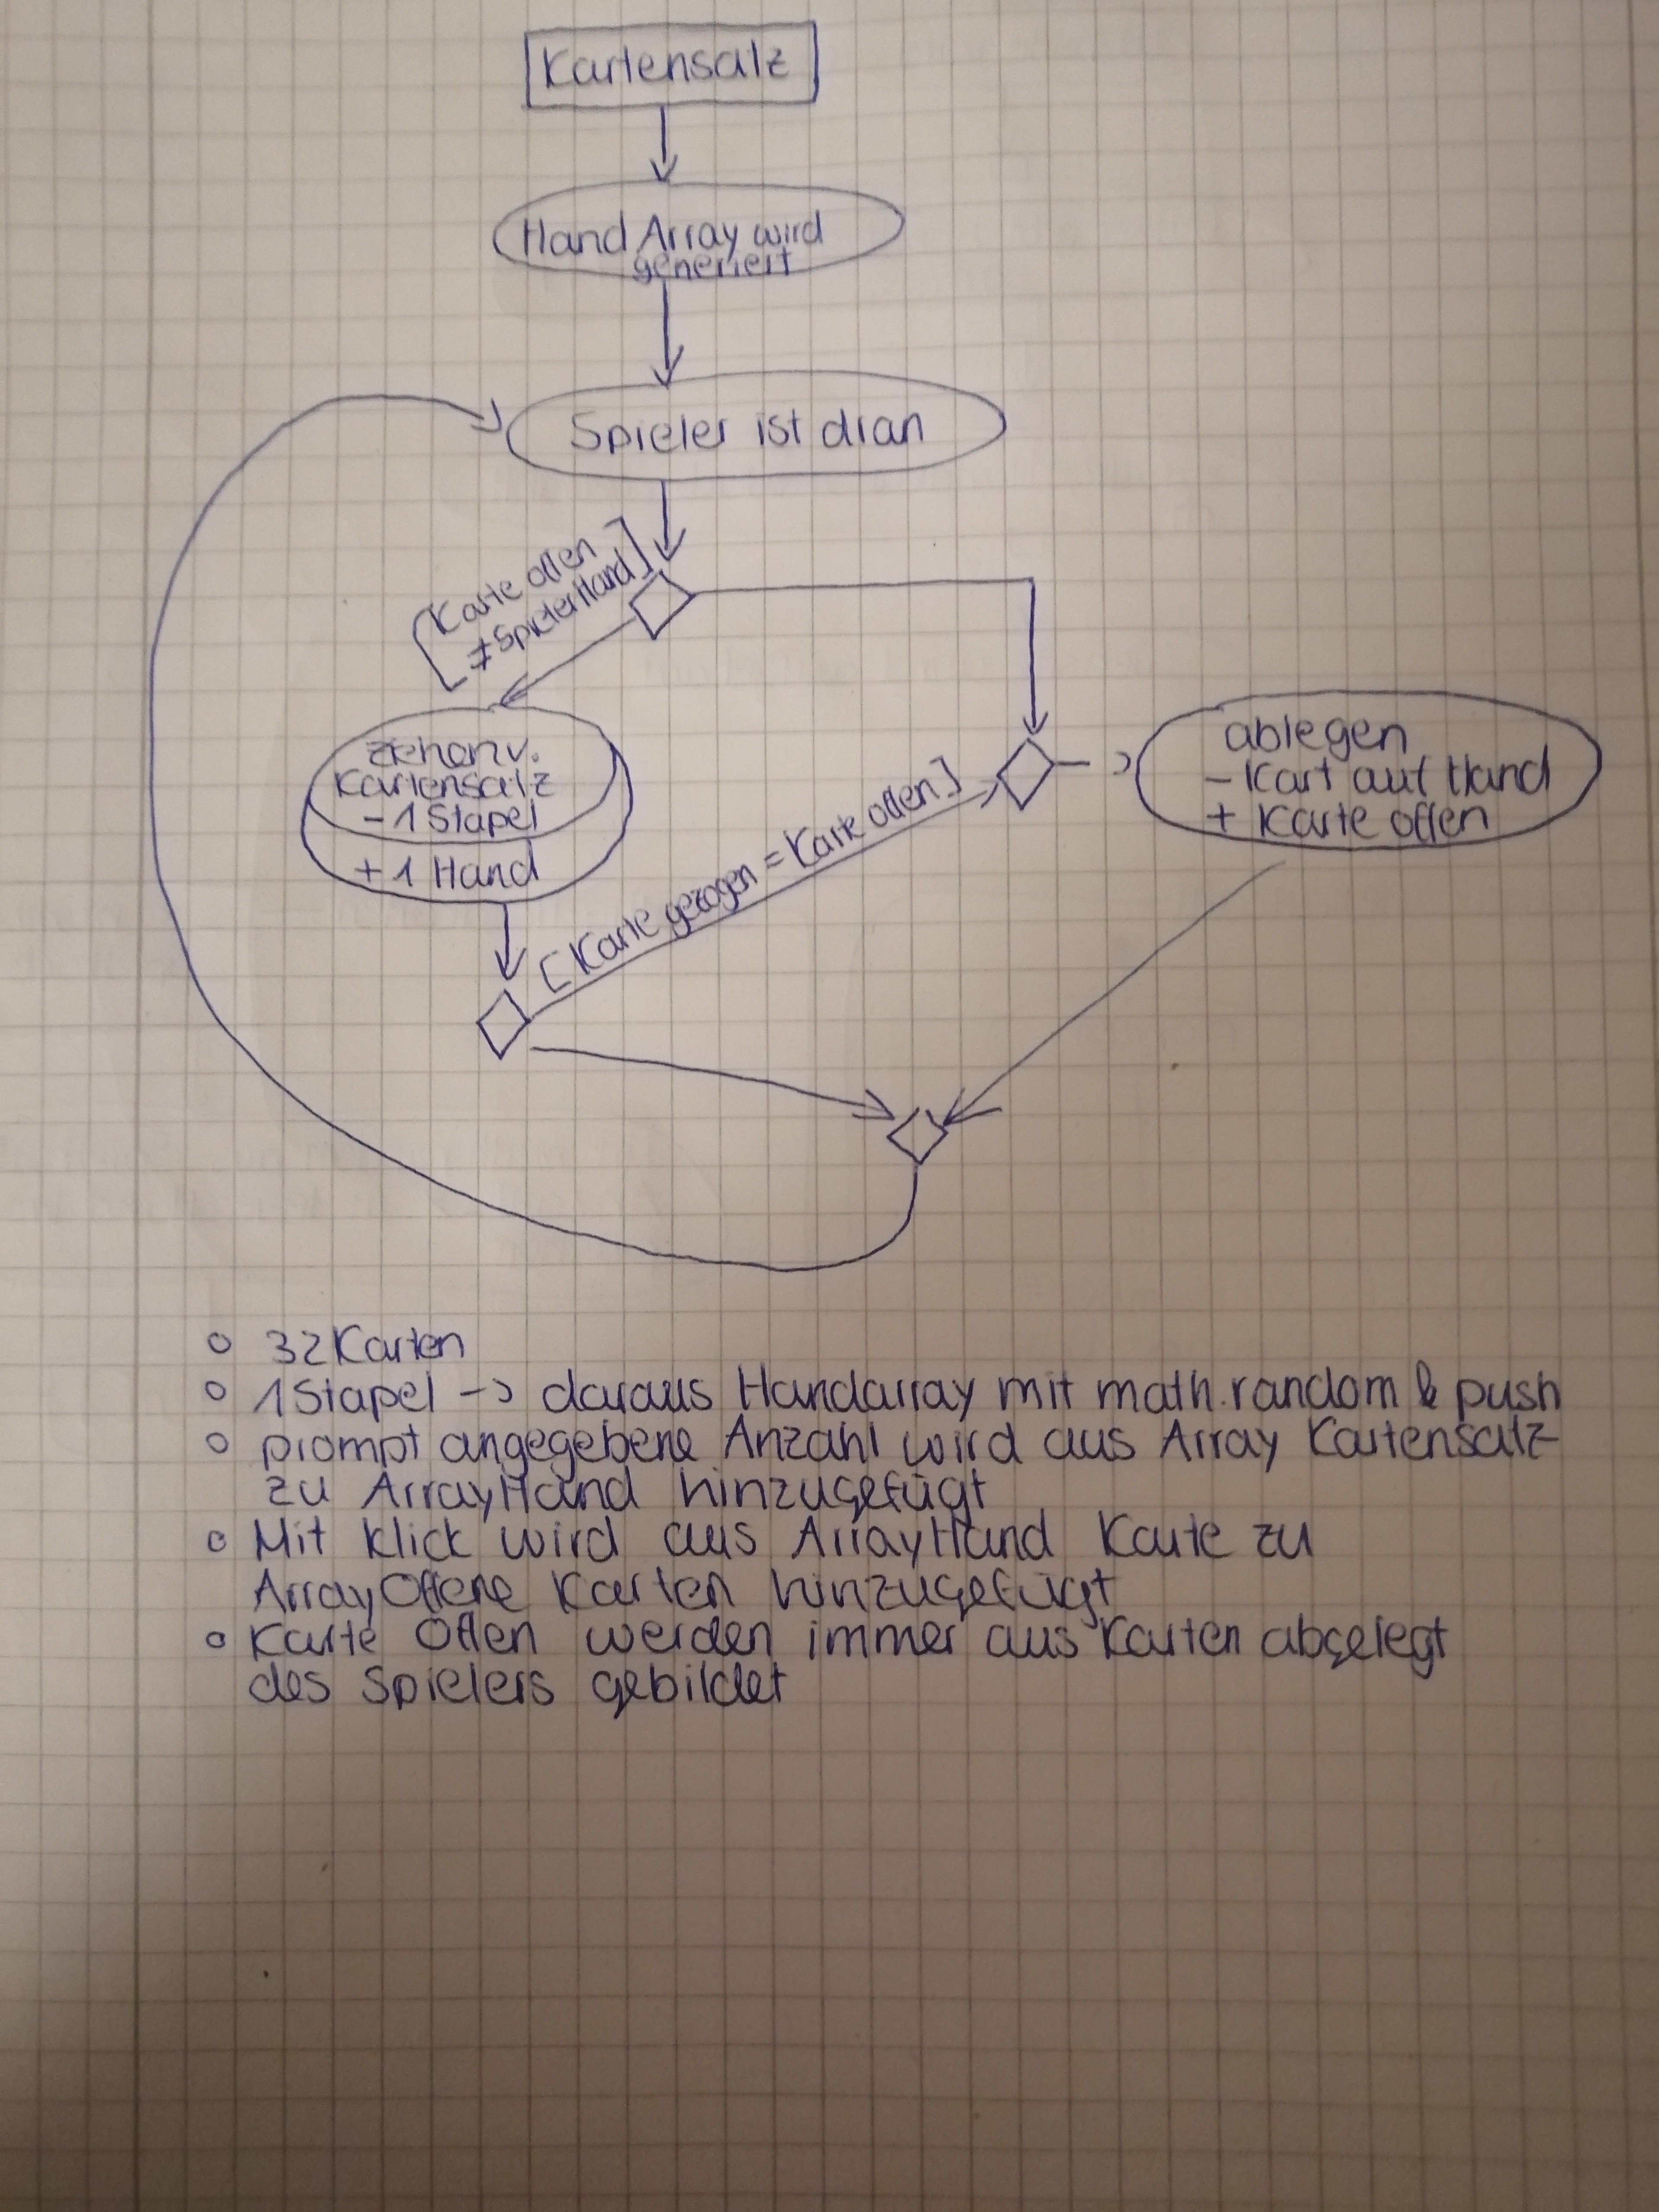 Kartensatz
Hand Array wird
generiert
Spieler ist dran
[Karte offen
≠ SpielerHand]
ziehen v.
Kartensatz
- 1 Stapel
+ 1 Hand
ablegen
- Kart auf Hand
+ Karte offen
[Karte gezogen = Karte offen]
○ 32 Karten
○ 1 Stapel -> daraus Handarray mit math.random & push
○ prompt angegebene Anzahl wird aus Array Kartensatz
zu ArrayHand hinzugefügt
○ Mit klick wird aus ArrayHand Karte zu
ArrayOffene Karten hinzugefügt
○ Karte Offen werden immer aus Karten abgelegt
des Spielers gebildet